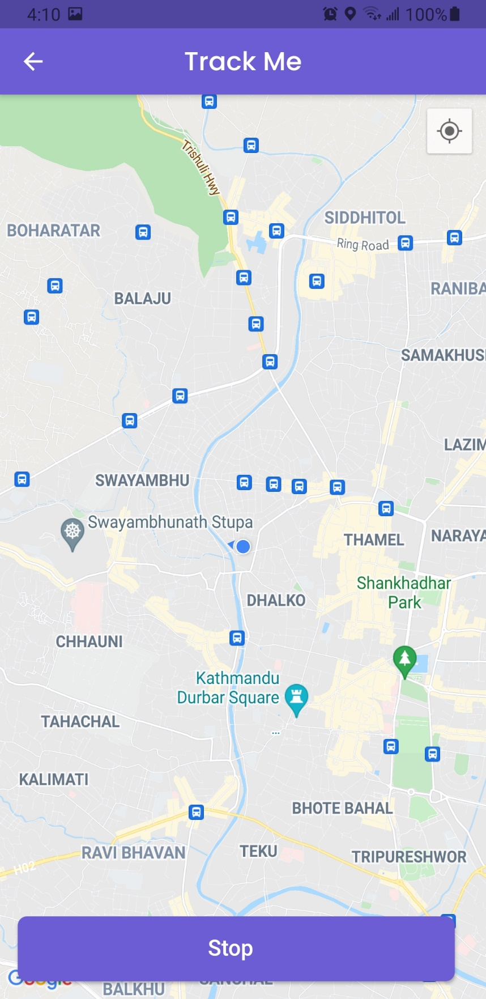 4:10
100%
Track Me
Trishuli Hwy
SIDDHITOL
BOHARATAR
Ring Road
RANIBA
BALAJU
SAMAKHUS
LAZIM
SWAYAMBHU
Swayambhunath Stupa
THAMEL
NARAYA
Shankhadhar
Park
DHALKO
CHHAUNI
Kathmandu
Durbar Square
...
TAHACHAL
KALIMATI
BHOTE BAHAL
RAVI BHAVAN
TEKU
TRIPURESHWOR
H02
Stop
Google
BALKHU